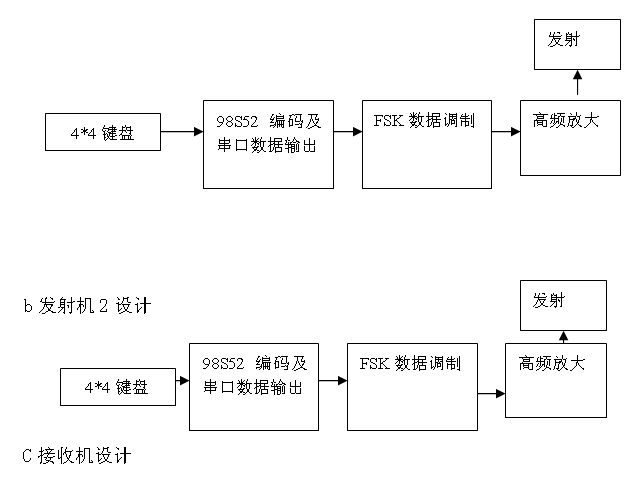 发射
4*4 键盘
98S52 编码及
串口数据输出
FSK 数据调制
高频放大
b 发射机 2 设计
发射
4*4 键盘
98S52 编码及
串口数据输出
FSK 数据调制
高频放大
C 接收机设计